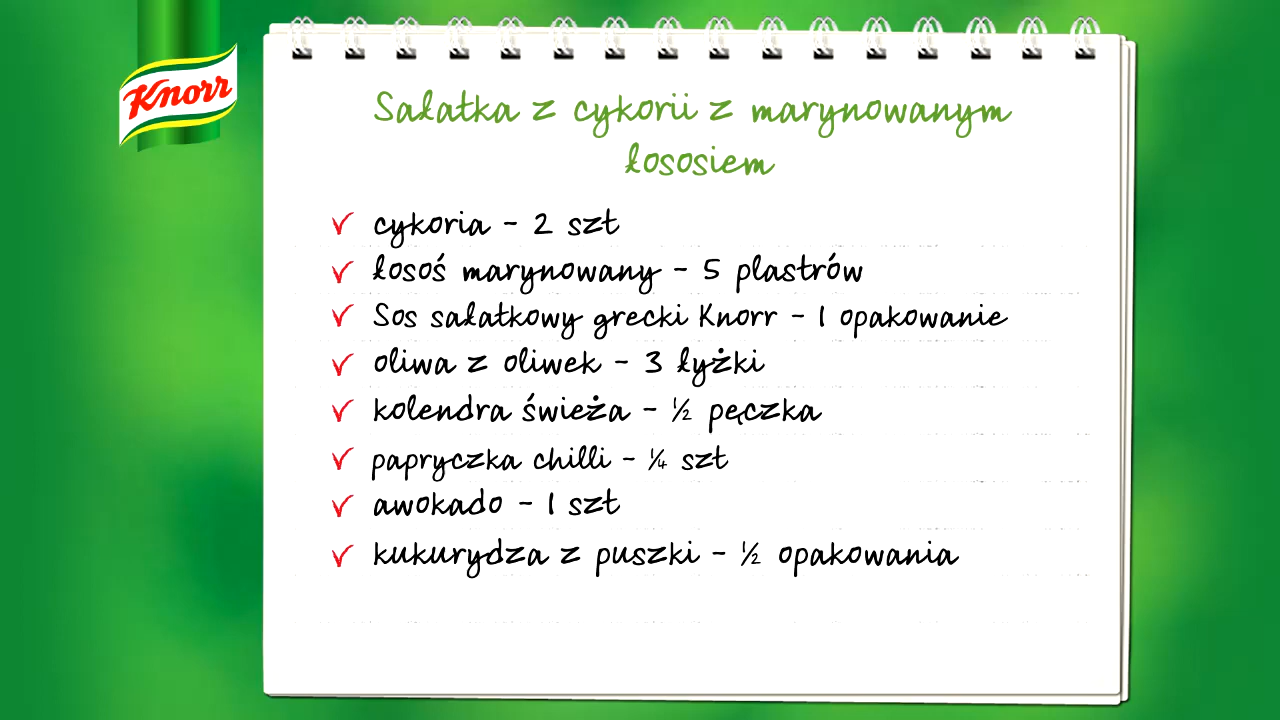 Knorr
Sałatka z cykorii z marynowanym
łososiem
cykoria - 2 szt
łosoś marynowany - 5 plastrów
Sos sałatkowy grecki Knorr - 1 opakowanie
oliwa z oliwek - 3 łyżki
kolendra świeża - ½ pęczka
papryczka chilli - ¼ szt
awokado - 1 szt
kukurydza z puszki - ½ opakowania